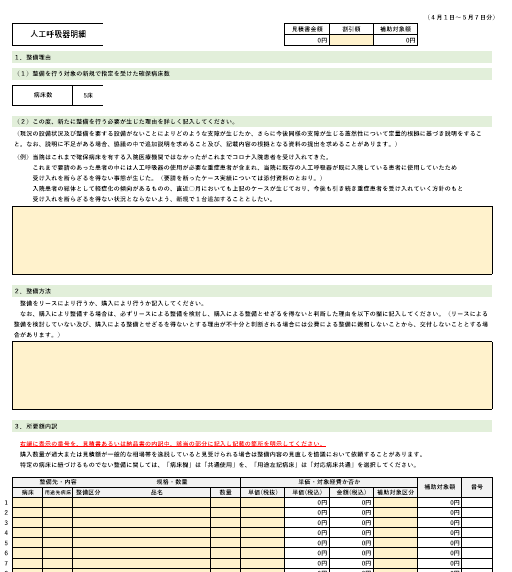 （４月１日～５月７日分）
人工呼吸器明細
見積書金額 割引額 補助対象額
0円 0円
１．整備理由
（１）整備を行う対象の新規で指定を受けた確保病床数
病床数 5床
（２）この度、新たに整備を行う必要が生じた理由を詳しく記入してください。
（現況の設備状況及び整備を要する設備がないことによりどのような支障が生じたか、さらに今後同様の支障が生じる蓋然性について定量的根拠に基づき説明をするこ
と。なお、説明に不足がある場合、協議の中で追加説明を求めること及び、記載内容の根拠となる資料の提出を求めることがあります。）
（例）当院はこれまで確保病床を有する入院医療機関ではなかったがこれまでコロナ入院患者を受け入れてきた。
これまで要請のあった患者の中には人工呼吸器の使用が必要な重症患者が含まれ、当院に既存の人工呼吸器が既に入院している患者に使用していたため
受け入れを断らざるを得ない事態が生じた。（要請を断ったケース実績については添付資料のとおり。）
入院患者の総体として軽症化の傾向があるものの、直近○月においても上記のケースが生じており、今後も引き続き重症患者を受け入れていく方針のもと
受け入れを断らざるを得ない状況とならないよう、新規で１台追加することとしたい。
２．整備方法
整備をリースにより行うか、購入により行うか記入してください。
なお、購入により整備する場合は、必ずリースによる整備を検討し、購入による整備とせざるを得ないと判断した理由を以下の欄に記入してください。（リースによる
整備を検討していない及び、購入による整備とせざるを得ないとする理由が不十分と判断される場合には公費による整備に親和しないことから、交付しないこととする場
合があります。）
３．所要額内訳
右端に表示の番号を、見積書あるいは納品書の内訳中、該当の部分に記入し記載の箇所を明示してください。
購入数量が過大または見積額が一般的な相場帯を逸脱していると見受けられる場合は整備内容の見直しを協議において依頼することがあります。
特定の病床に紐づけるものでない整備に関しては、「病床種」は「共通使用」を、「用途左記病床」は「対応病床共通」を選択してください。
整備先・内容 規格・数量 単価・対象経費か否か 補助対象額 番号
病床 用途先病床 整備区分 品名 数量 単価(税抜) 単価(税込) 金額(税込) 補助対象区分
1 0円 0円 0円
2 0円 0円 0円
3 0円 0円 0円
4 0円 0円 0円
5 0円 0円 0円
6 0円 0円 0円
7 0円 0円 0円